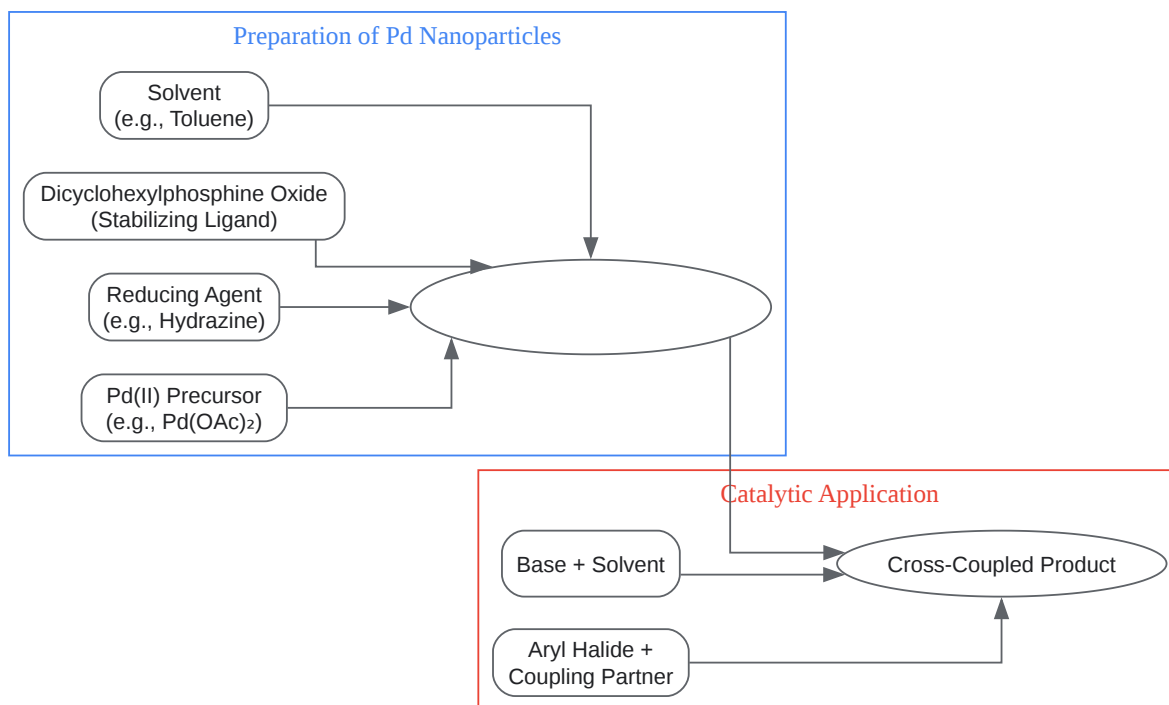 Preparation of Pd Nanoparticles
Solvent
(e.g., Toluene)
Dicyclohexylphosphine Oxide
(Stabilizing Ligand)
Reducing Agent
(e.g., Hydrazine)
Pd(II) Precursor
(e.g., Pd(OAc)₂)
Catalytic Application
Base + Solvent
Cross-Coupled Product
Aryl Halide +
Coupling Partner